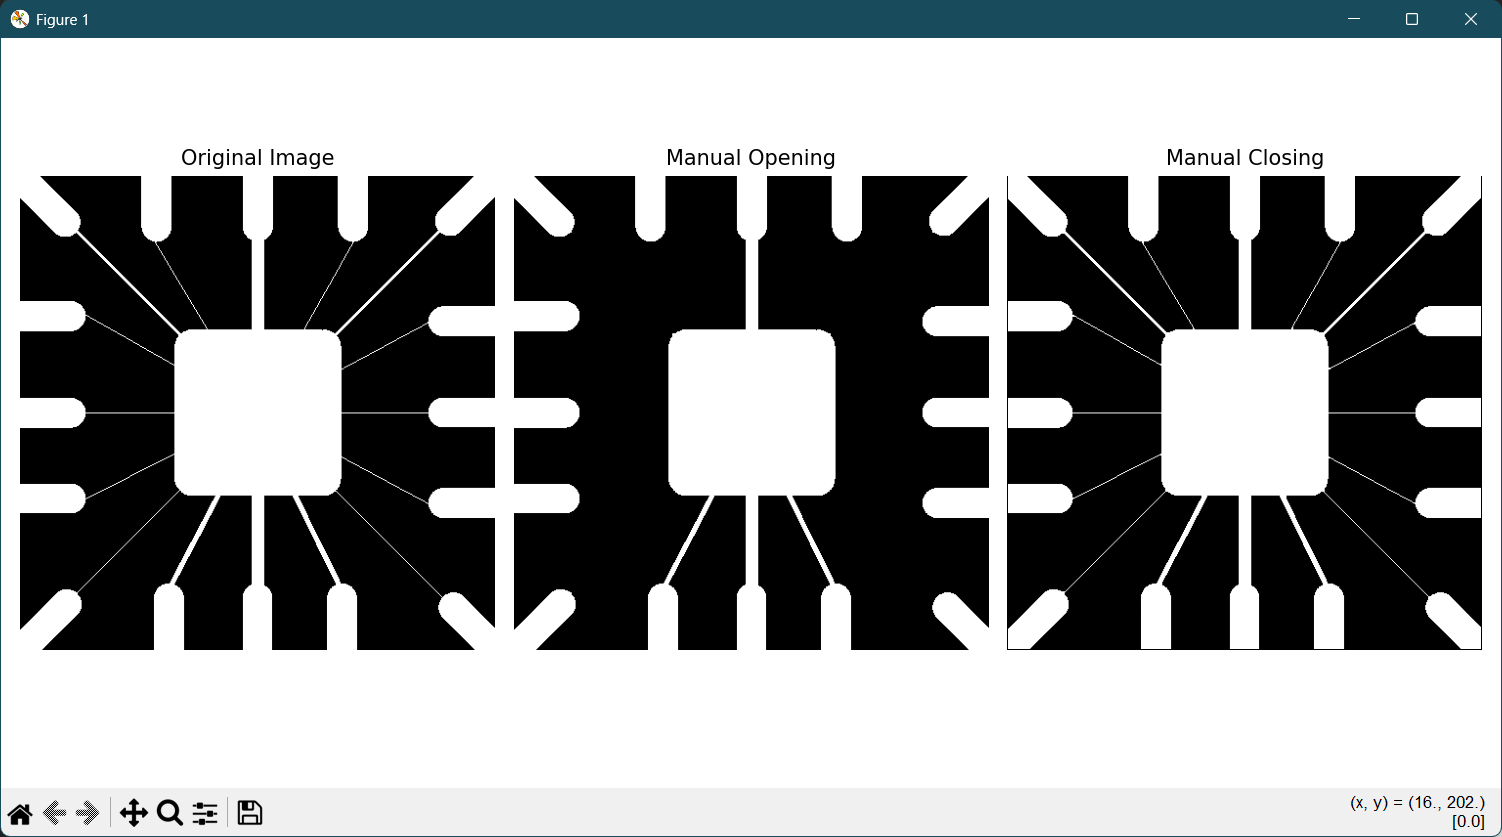 Figure 1
Original Image
Manual Opening
Manual Closing
(x, y) = (16., 202.)
[0.0]